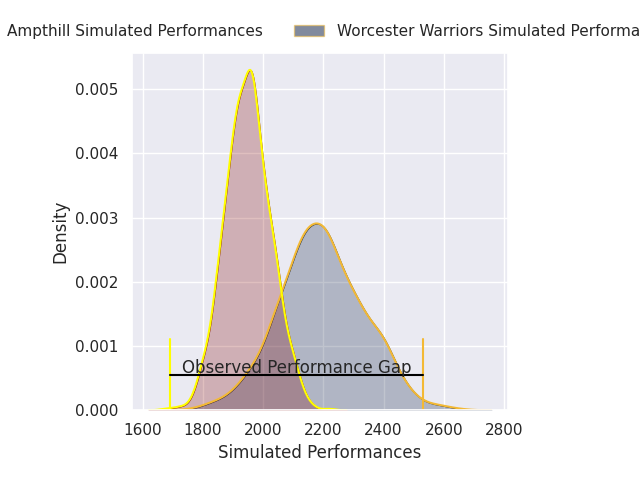 Ampthill Simulated Performances
Worcester Warriors Simulated Performa
0.005
0.004
0.003
0.002
0.001
0.000
Density
Observed Performance Gap
1600 1800 2000 2200 2400 2600 2800
Simulated Performances